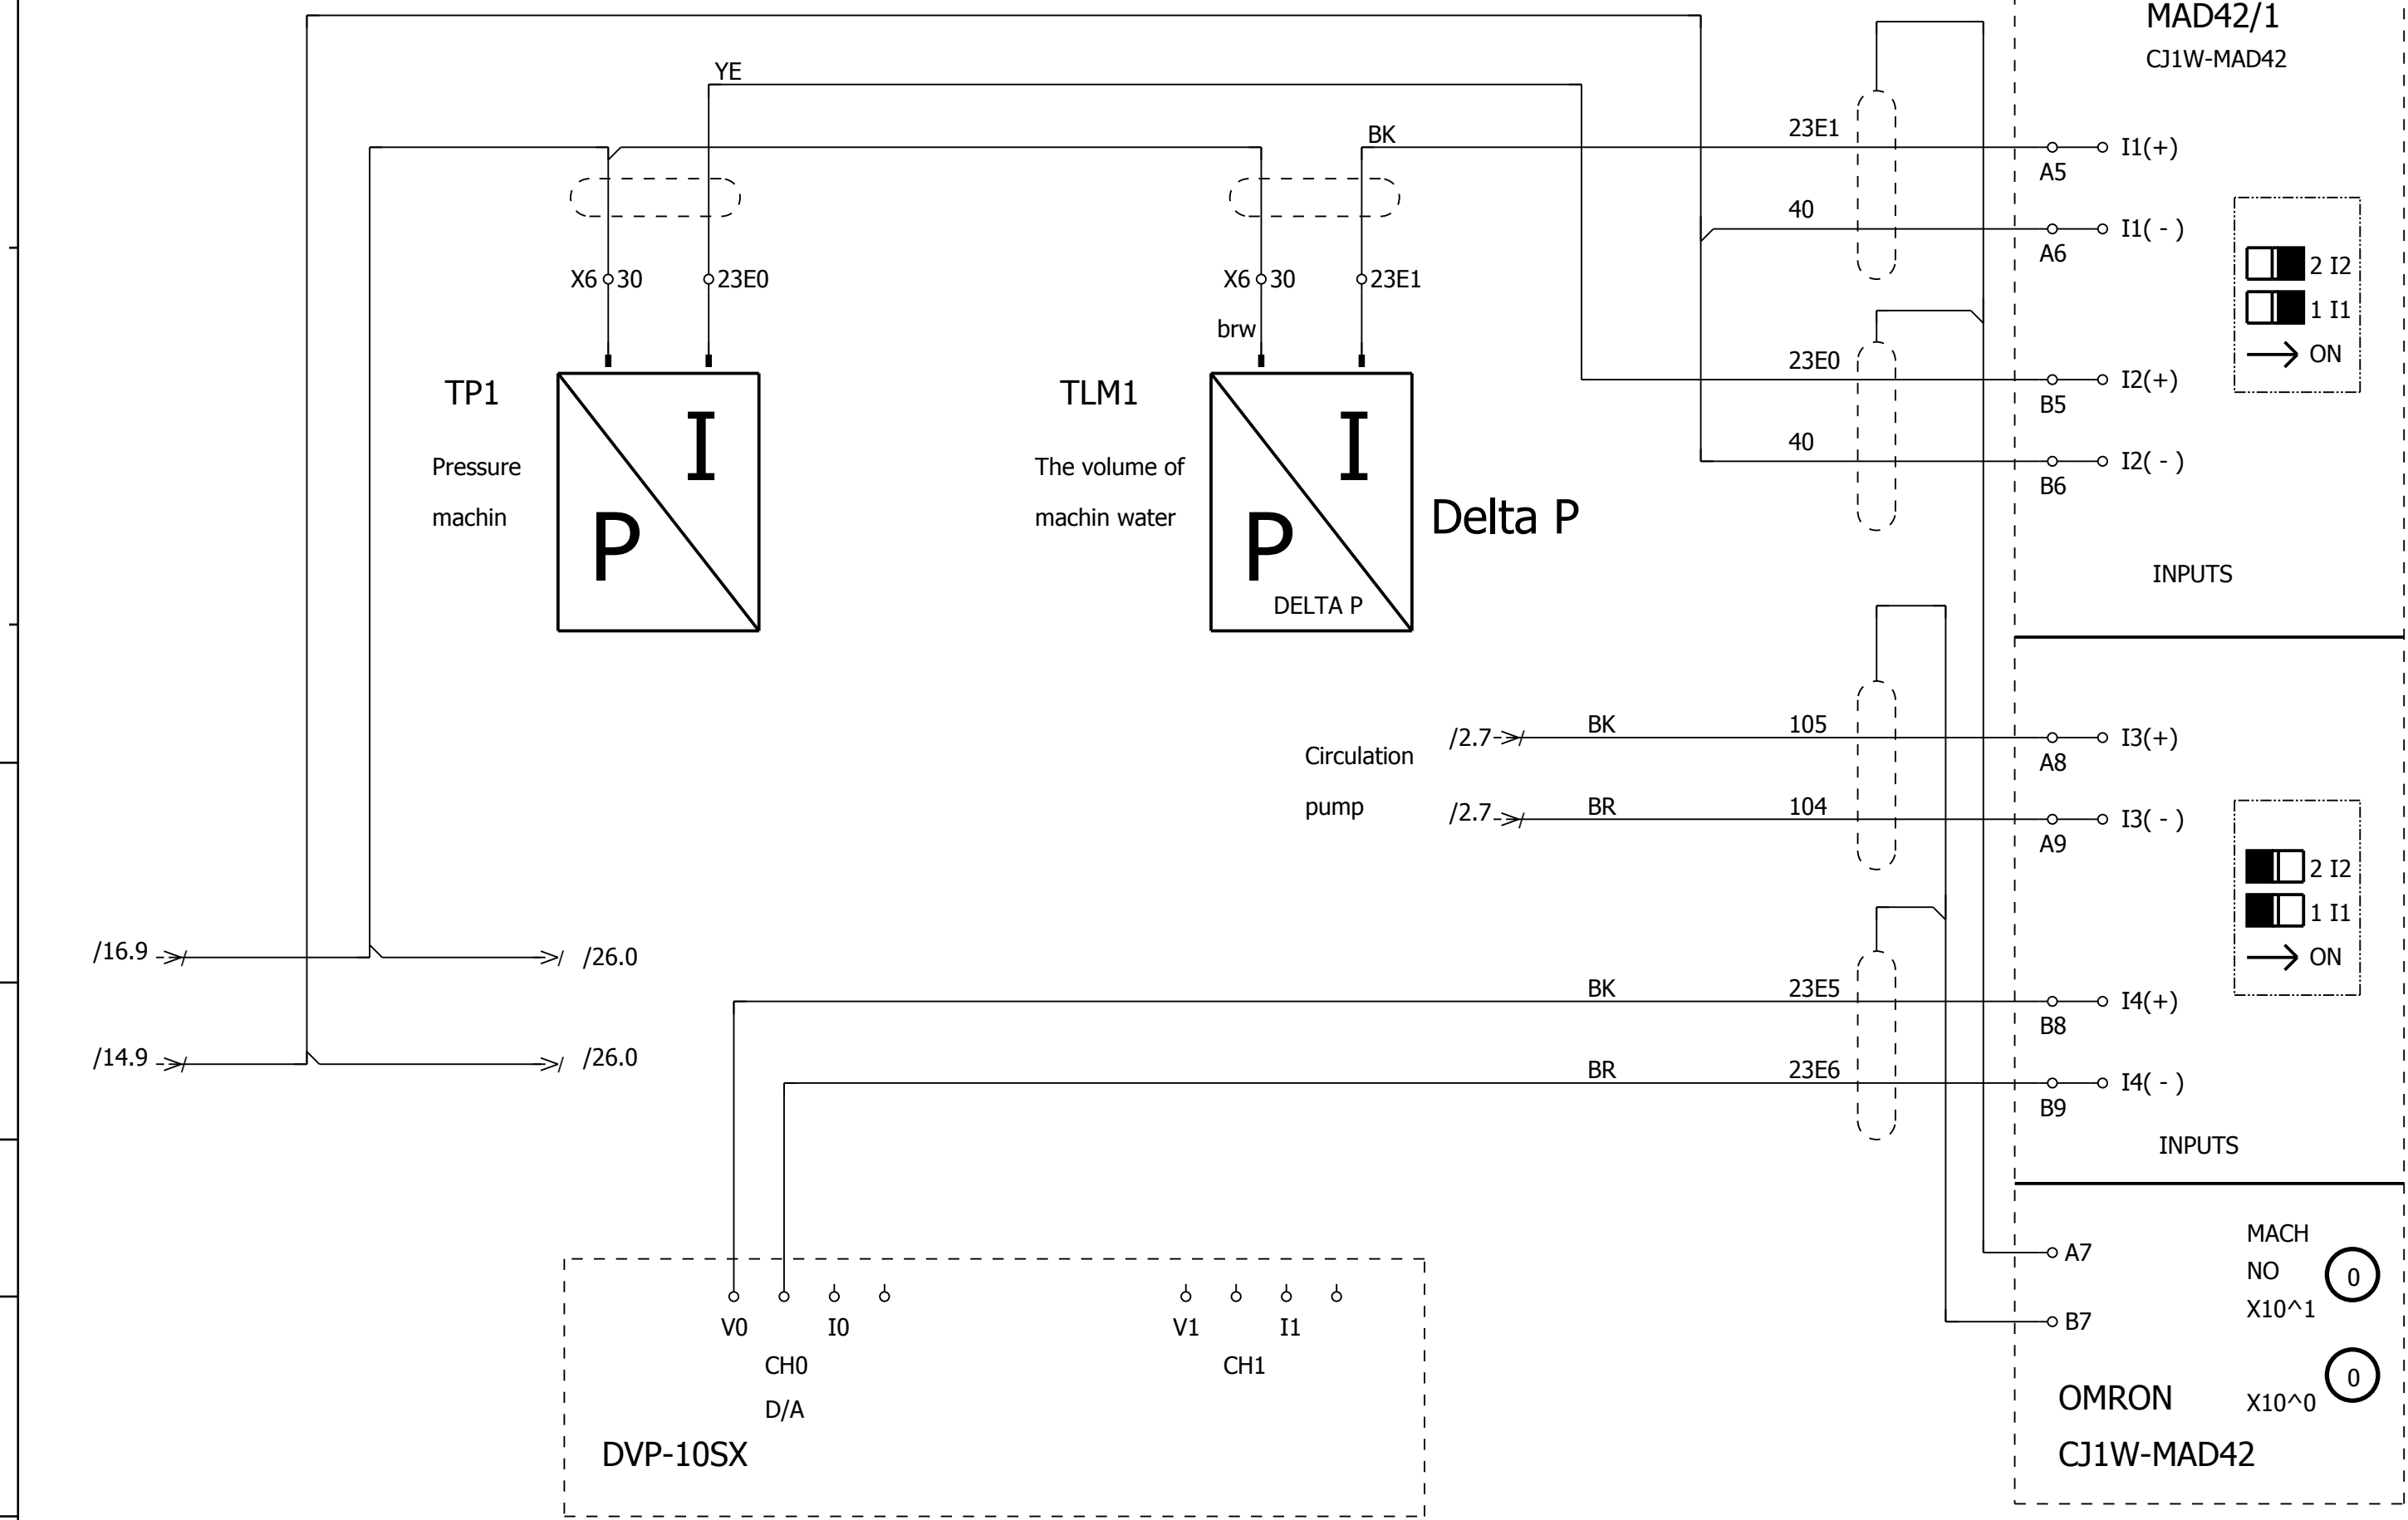 MAD42/1
CJ1W-MAD42
YE
BK
23E1
I1(+)
A5
40
I1( - )
A6
X6 30
23E0
X6 30
23E1
brw
2 I2
1 I1
ON
23E0
I2(+)
B5
40
I2( - )
B6
TP1
Pressure
machin
I
P
TLM1
The volume of
machin water
I
P
DELTA P
Delta P
INPUTS
Circulation
pump
/2.7
BK
105
I3(+)
A8
/2.7
BR
104
I3( - )
A9
2 I2
1 I1
ON
/16.9
/26.0
BK
23E5
I4(+)
B8
/14.9
/26.0
BR
23E6
I4( - )
B9
INPUTS
V0
I0
CH0
D/A
V1
I1
CH1
DVP-10SX
A7
B7
MACH
NO
X10^1
0
X10^0
0
OMRON
CJ1W-MAD42